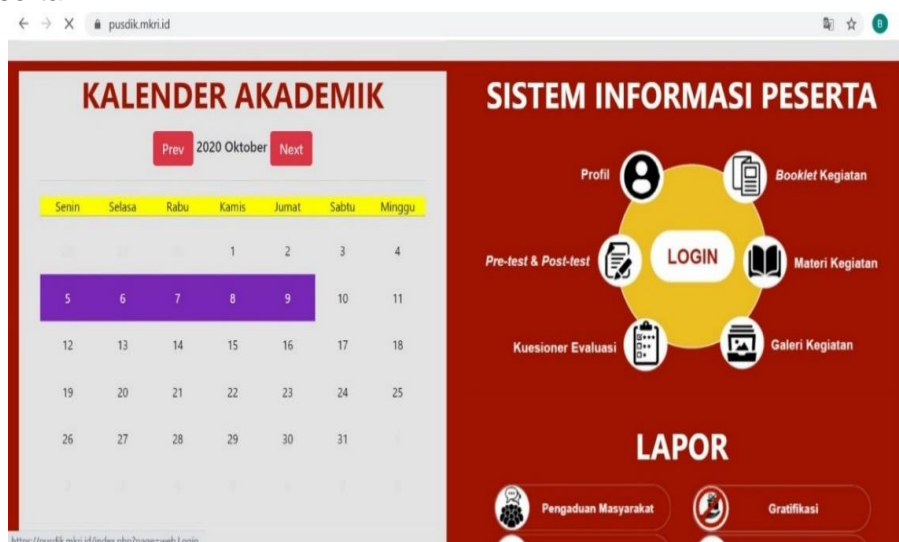 pusdik.mkri.id
B
KALENDER AKADEMIK
Prev 2020 Oktober Next
Senin Selasa Rabu Kamis Jumat Sabtu Minggu
1 2 3 4
5 6 7 8 9 10 11
12 13 14 15 16 17 18
19 20 21 22 23 24 25
26 27 28 29 30 31
SISTEM INFORMASI PESERTA
Profil
Booklet Kegiatan
Pre-test & Post-test
LOGIN
Materi Kegiatan
Kuesioner Evaluasi
Galeri Kegiatan
LAPOR
Pengaduan Masyarakat
Gratifikasi